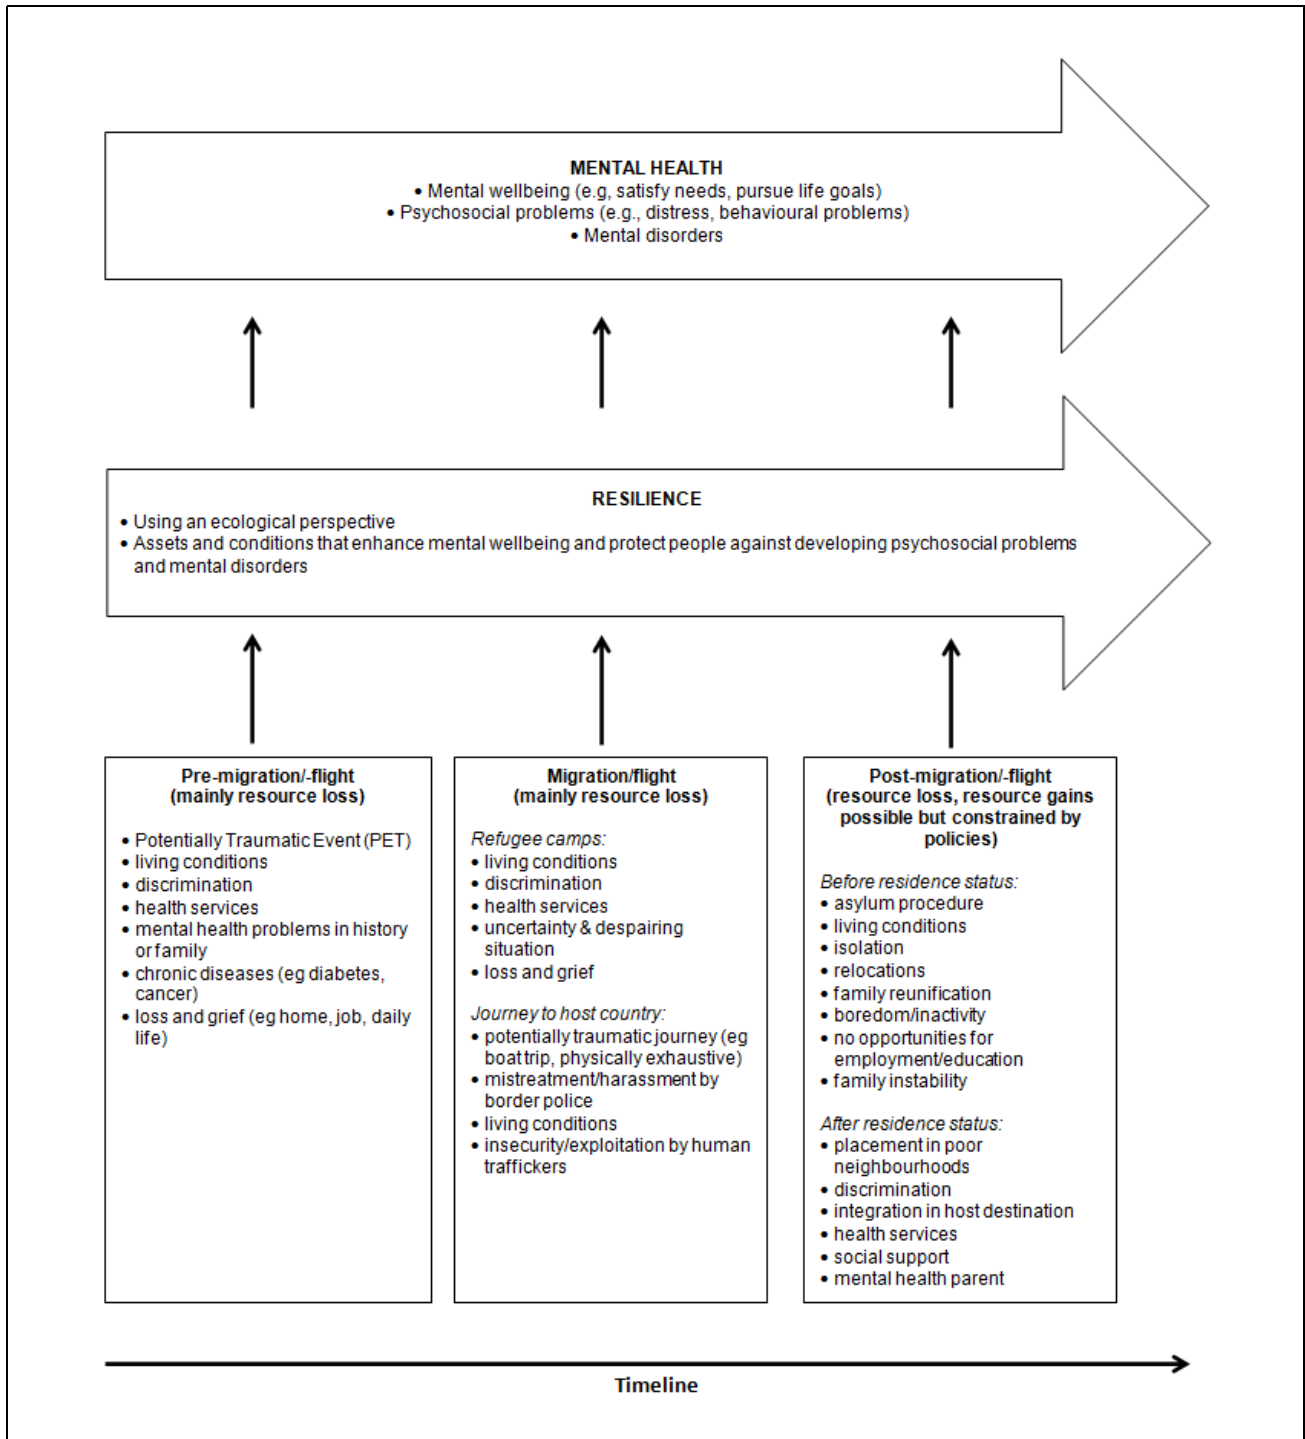 MENTAL HEALTH
• Mental wellbeing (e.g, satisfy needs, pursue life goals)
• Psychosocial problems (e.g., distress, behavioural problems)
• Mental disorders
RESILIENCE
• Using an ecological perspective
• Assets and conditions that enhance mental wellbeing and protect people against developing psychosocial problems
and mental disorders
Pre-migration/-flight
(mainly resource loss)
• Potentially Traumatic Event (PET)
• living conditions
• discrimination
• health services
• mental health problems in history
or family
• chronic diseases (eg diabetes,
cancer)
• loss and grief (eg home, job, daily
life)
Migration/flight
(mainly resource loss)
Refugee camps:
• living conditions
• discrimination
• health services
• uncertainty & despairing
situation
• loss and grief
Journey to host country:
• potentially traumatic journey (eg
boat trip, physically exhaustive)
• mistreatment/harassment by
border police
• living conditions
• insecurity/exploitation by human
traffickers
Post-migration/-flight
(resource loss, resource gains
possible but constrained by
policies)
Before residence status:
• asylum procedure
• living conditions
• isolation
• relocations
• family reunification
• boredom/inactivity
• no opportunities for
employment/education
• family instability
After residence status:
• placement in poor
neighbourhoods
• discrimination
• integration in host destination
• health services
• social support
• mental health parent
Timeline